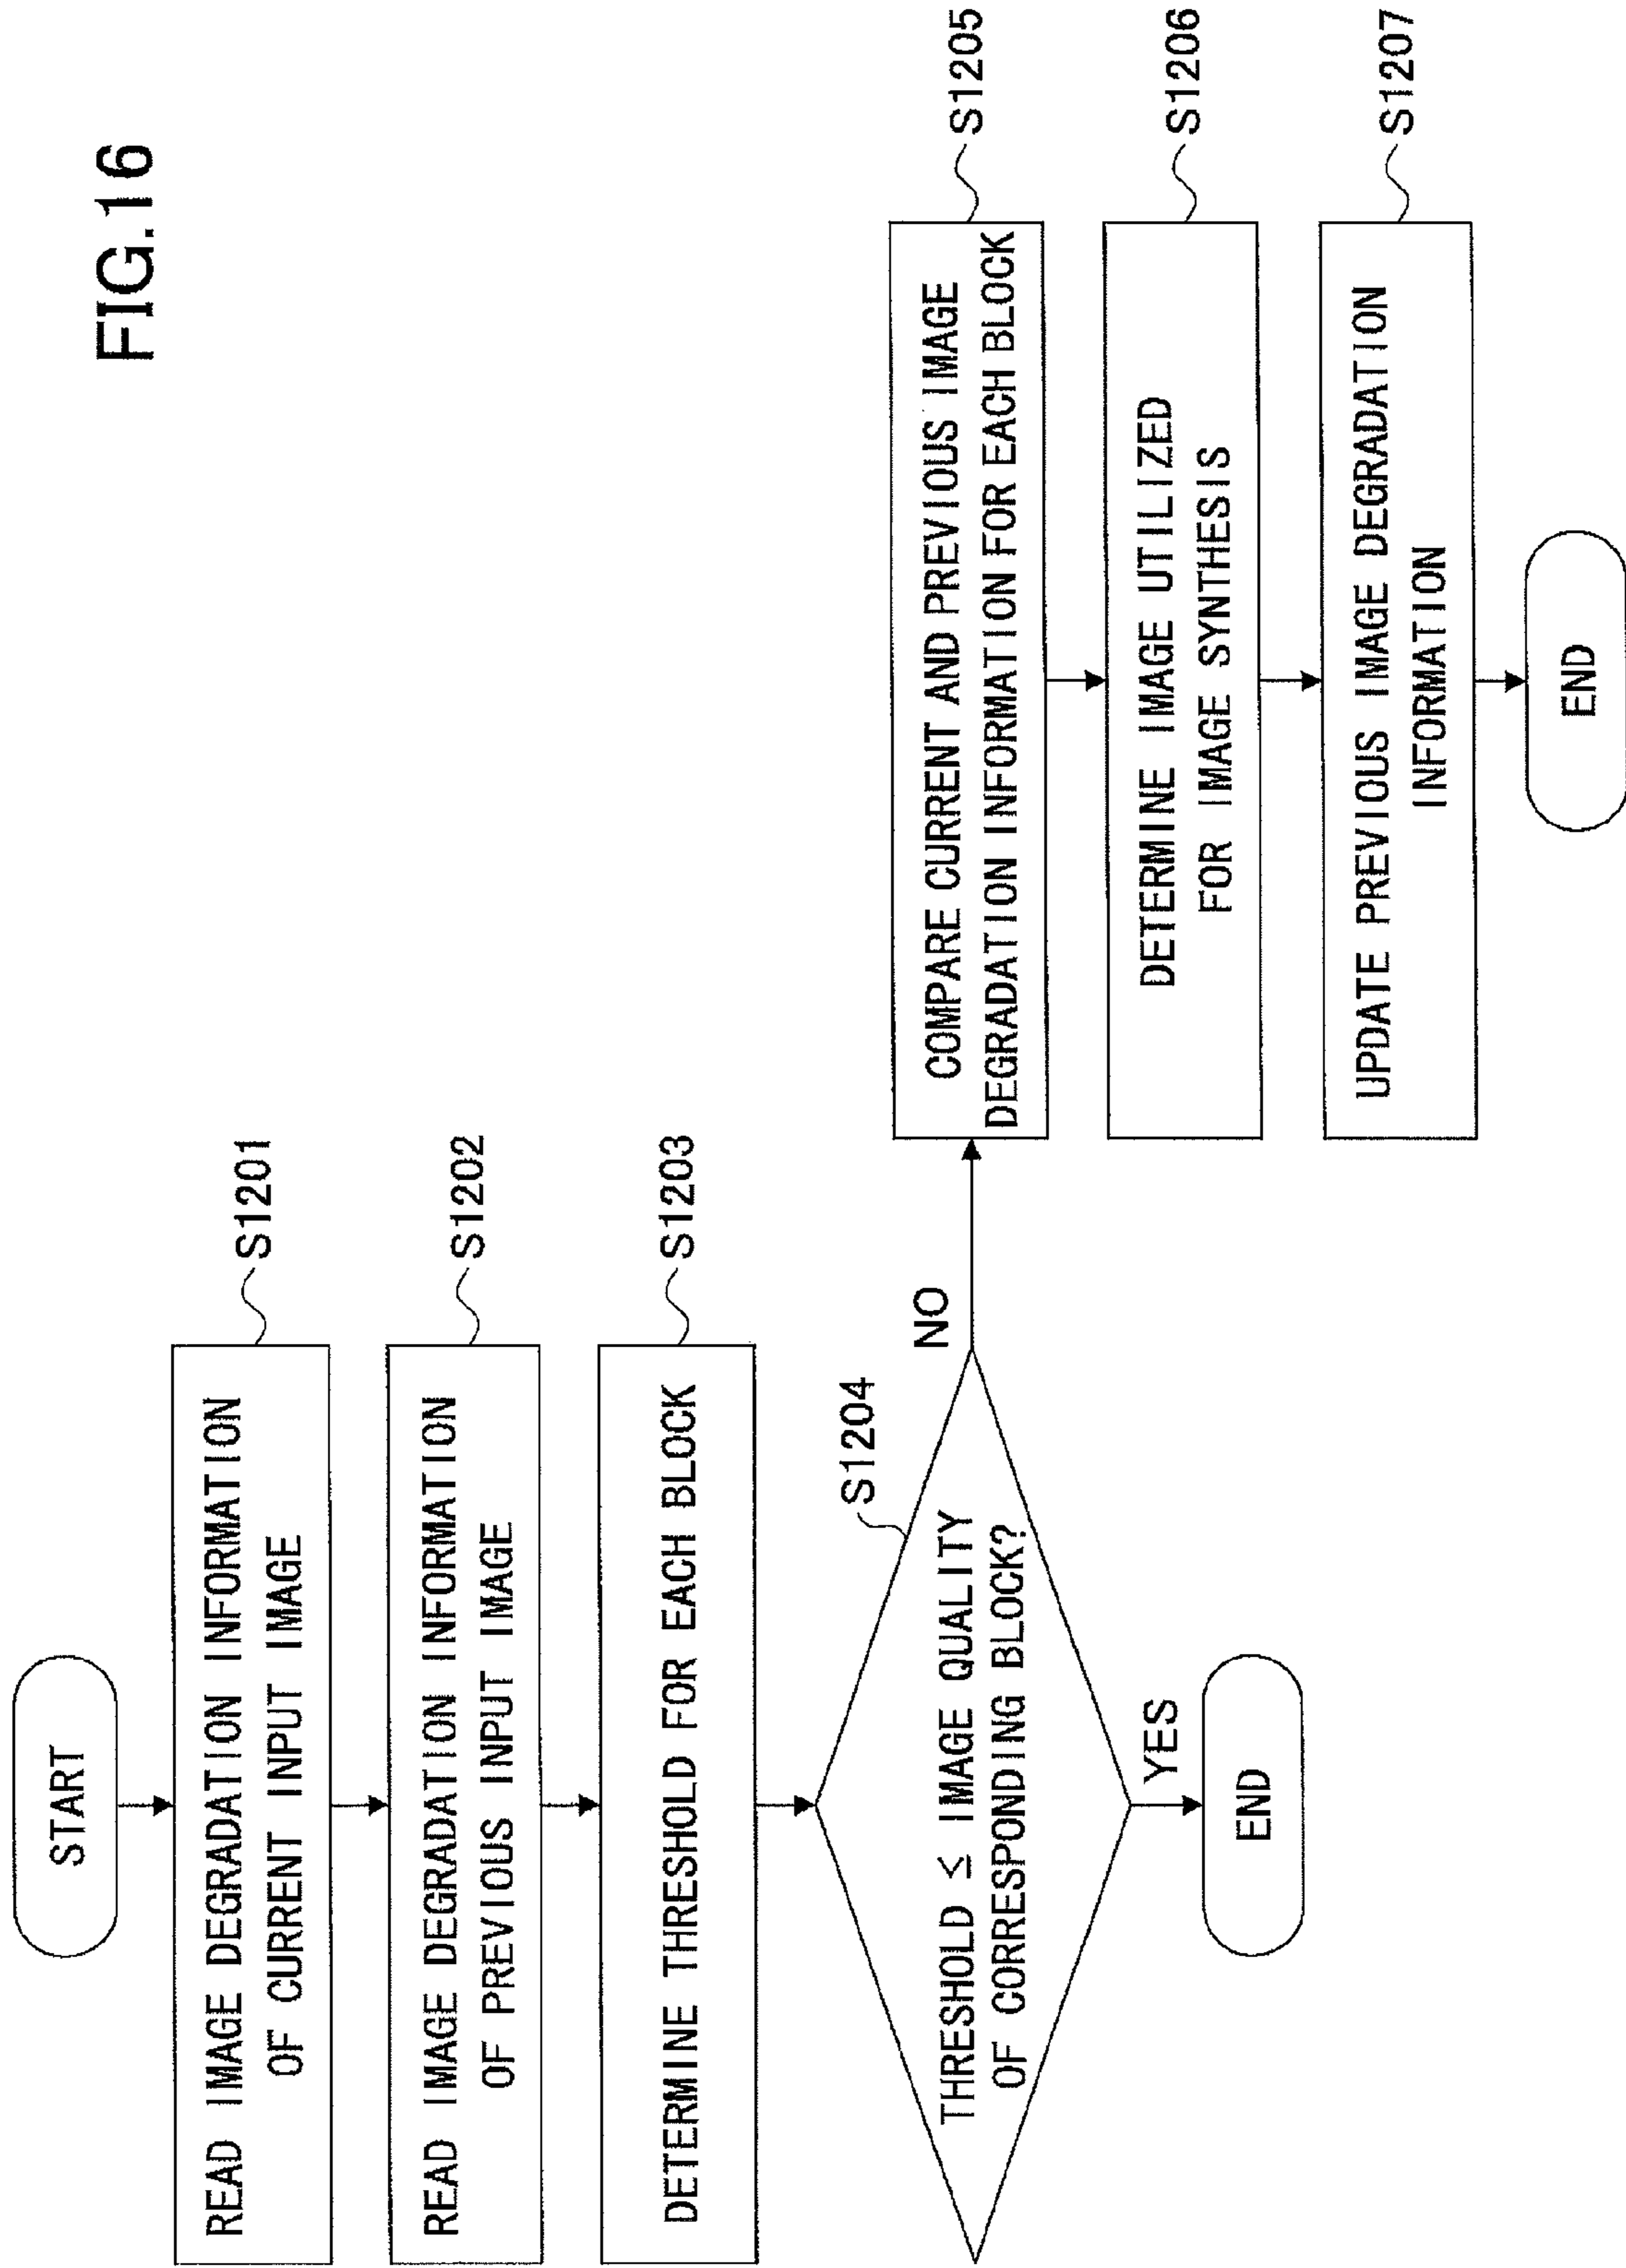 FIG.16
START
READ IMAGE DEGRADATION INFORMATION
OF CURRENT INPUT IMAGE
S1201
READ IMAGE DEGRADATION INFORMATION
OF PREVIOUS INPUT IMAGE
S1202
DETERMINE THRESHOLD FOR EACH BLOCK
S1203
S1204
THRESHOLD ≤ IMAGE QUALITY
OF CORRESPONDING BLOCK?
NO
YES
END
COMPARE CURRENT AND PREVIOUS IMAGE
DEGRADATION INFORMATION FOR EACH BLOCK
S1205
DETERMINE IMAGE UTILIZED
FOR IMAGE SYNTHESIS
S1206
UPDATE PREVIOUS IMAGE DEGRADATION
INFORMATION
S1207
END